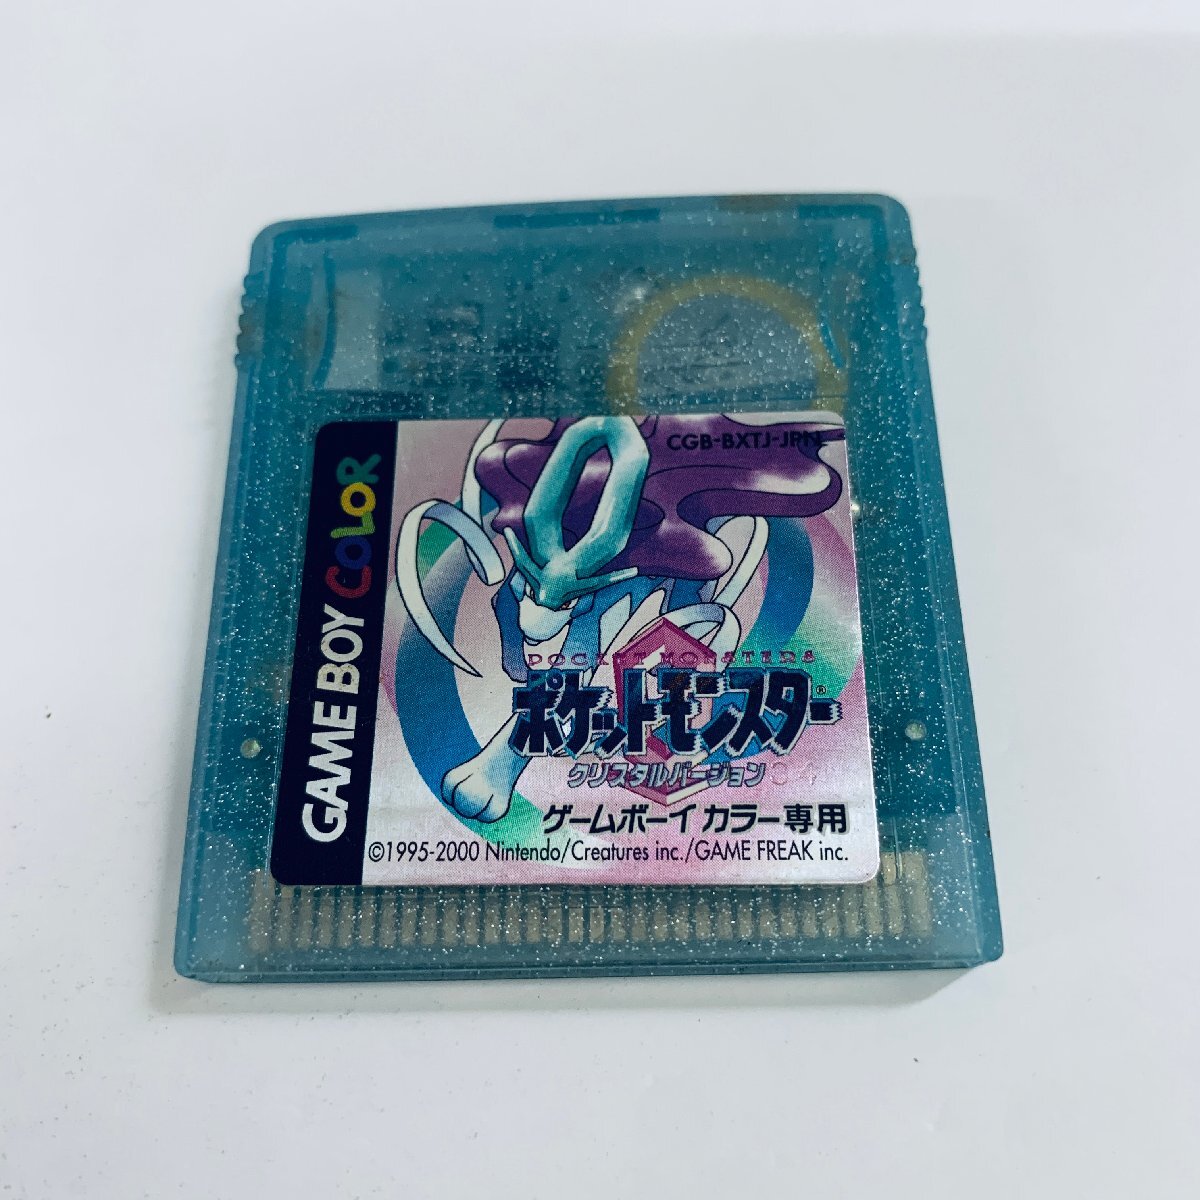 CGB-BXTJ-JPN
GAME BOY COLOR
POCKET MONSTERS
ポケットモンスター®
クリスタルバージョン
ゲームボーイカラー専用
©1995-2000 Nintendo/Creatures inc./GAME FREAK inc.